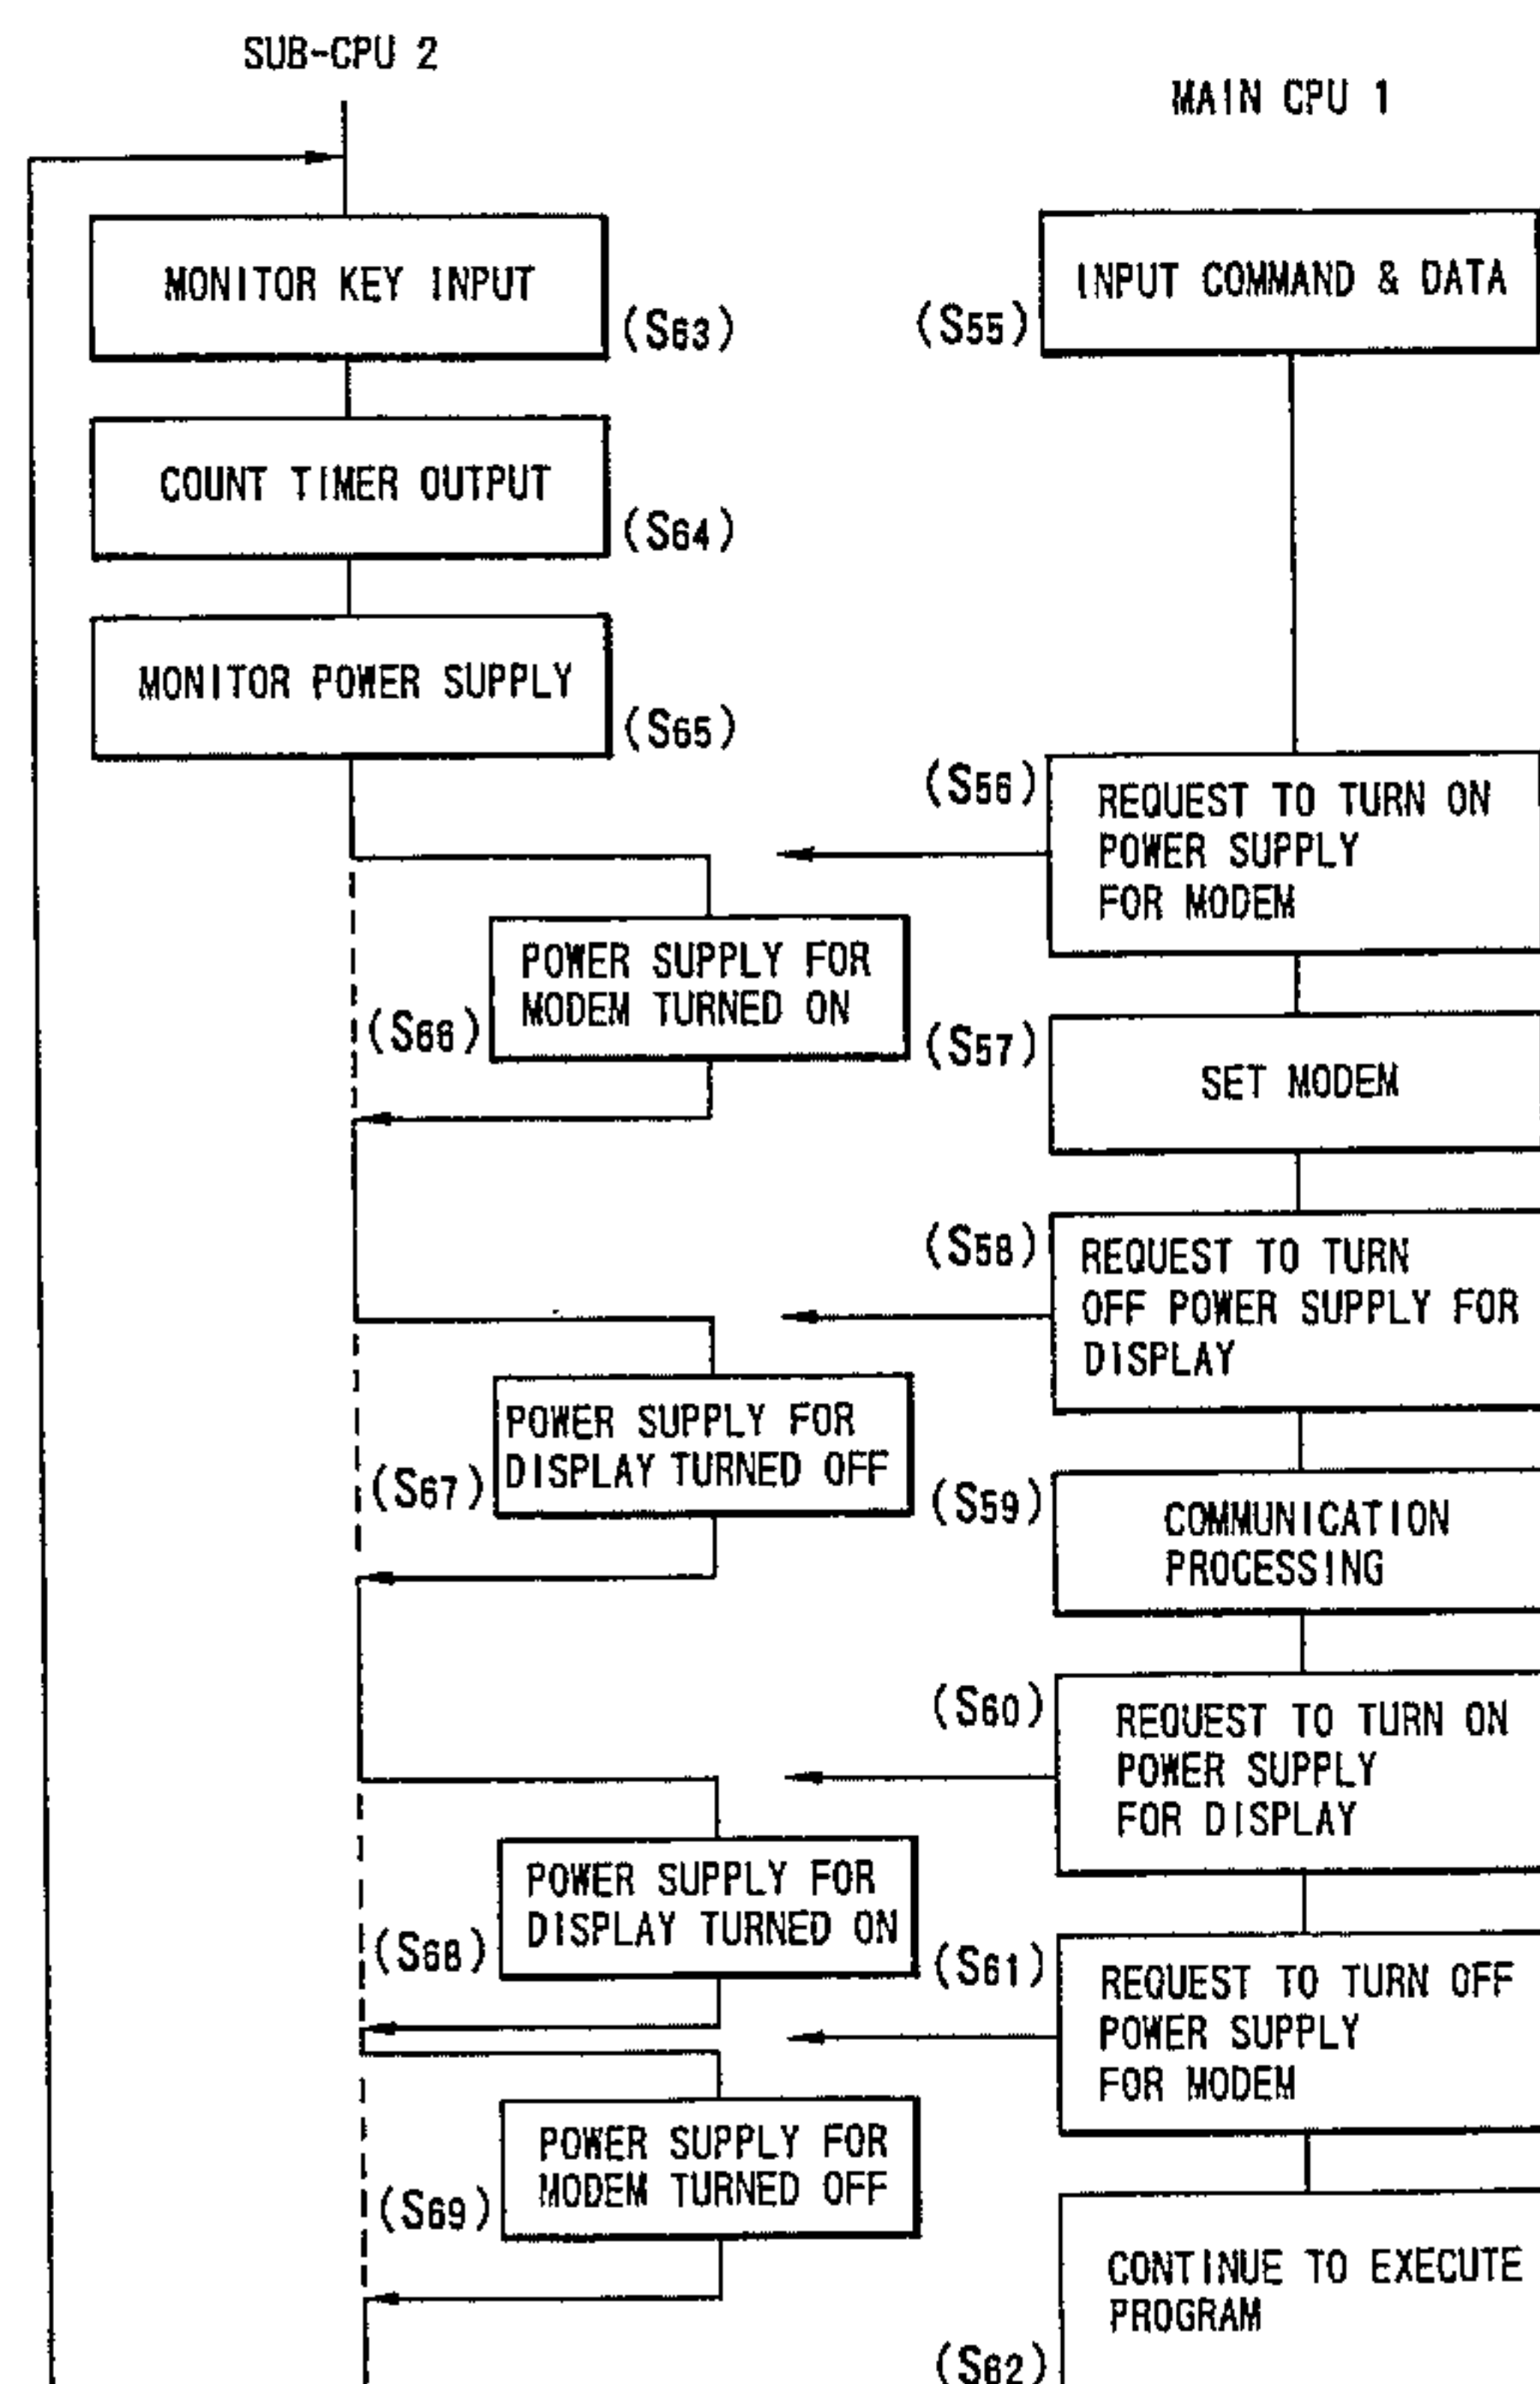 SUB-CPU 2
MAIN CPU 1
MONITOR KEY INPUT
(S63)
(S55)
INPUT COMMAND & DATA
COUNT TIMER OUTPUT
(S64)
MONITOR POWER SUPPLY
(S65)
(S56)
REQUEST TO TURN ON
POWER SUPPLY
FOR MODEM
POWER SUPPLY FOR
MODEM TURNED ON
(S66)
(S57)
SET MODEM
(S58)
REQUEST TO TURN
OFF POWER SUPPLY FOR
DISPLAY
POWER SUPPLY FOR
DISPLAY TURNED OFF
(S67)
(S59)
COMMUNICATION
PROCESSING
(S60)
REQUEST TO TURN ON
POWER SUPPLY
FOR DISPLAY
POWER SUPPLY FOR
DISPLAY TURNED ON
(S68)
(S61)
REQUEST TO TURN OFF
POWER SUPPLY
FOR MODEM
POWER SUPPLY FOR
MODEM TURNED OFF
(S69)
CONTINUE TO EXECUTE
PROGRAM
(S62)